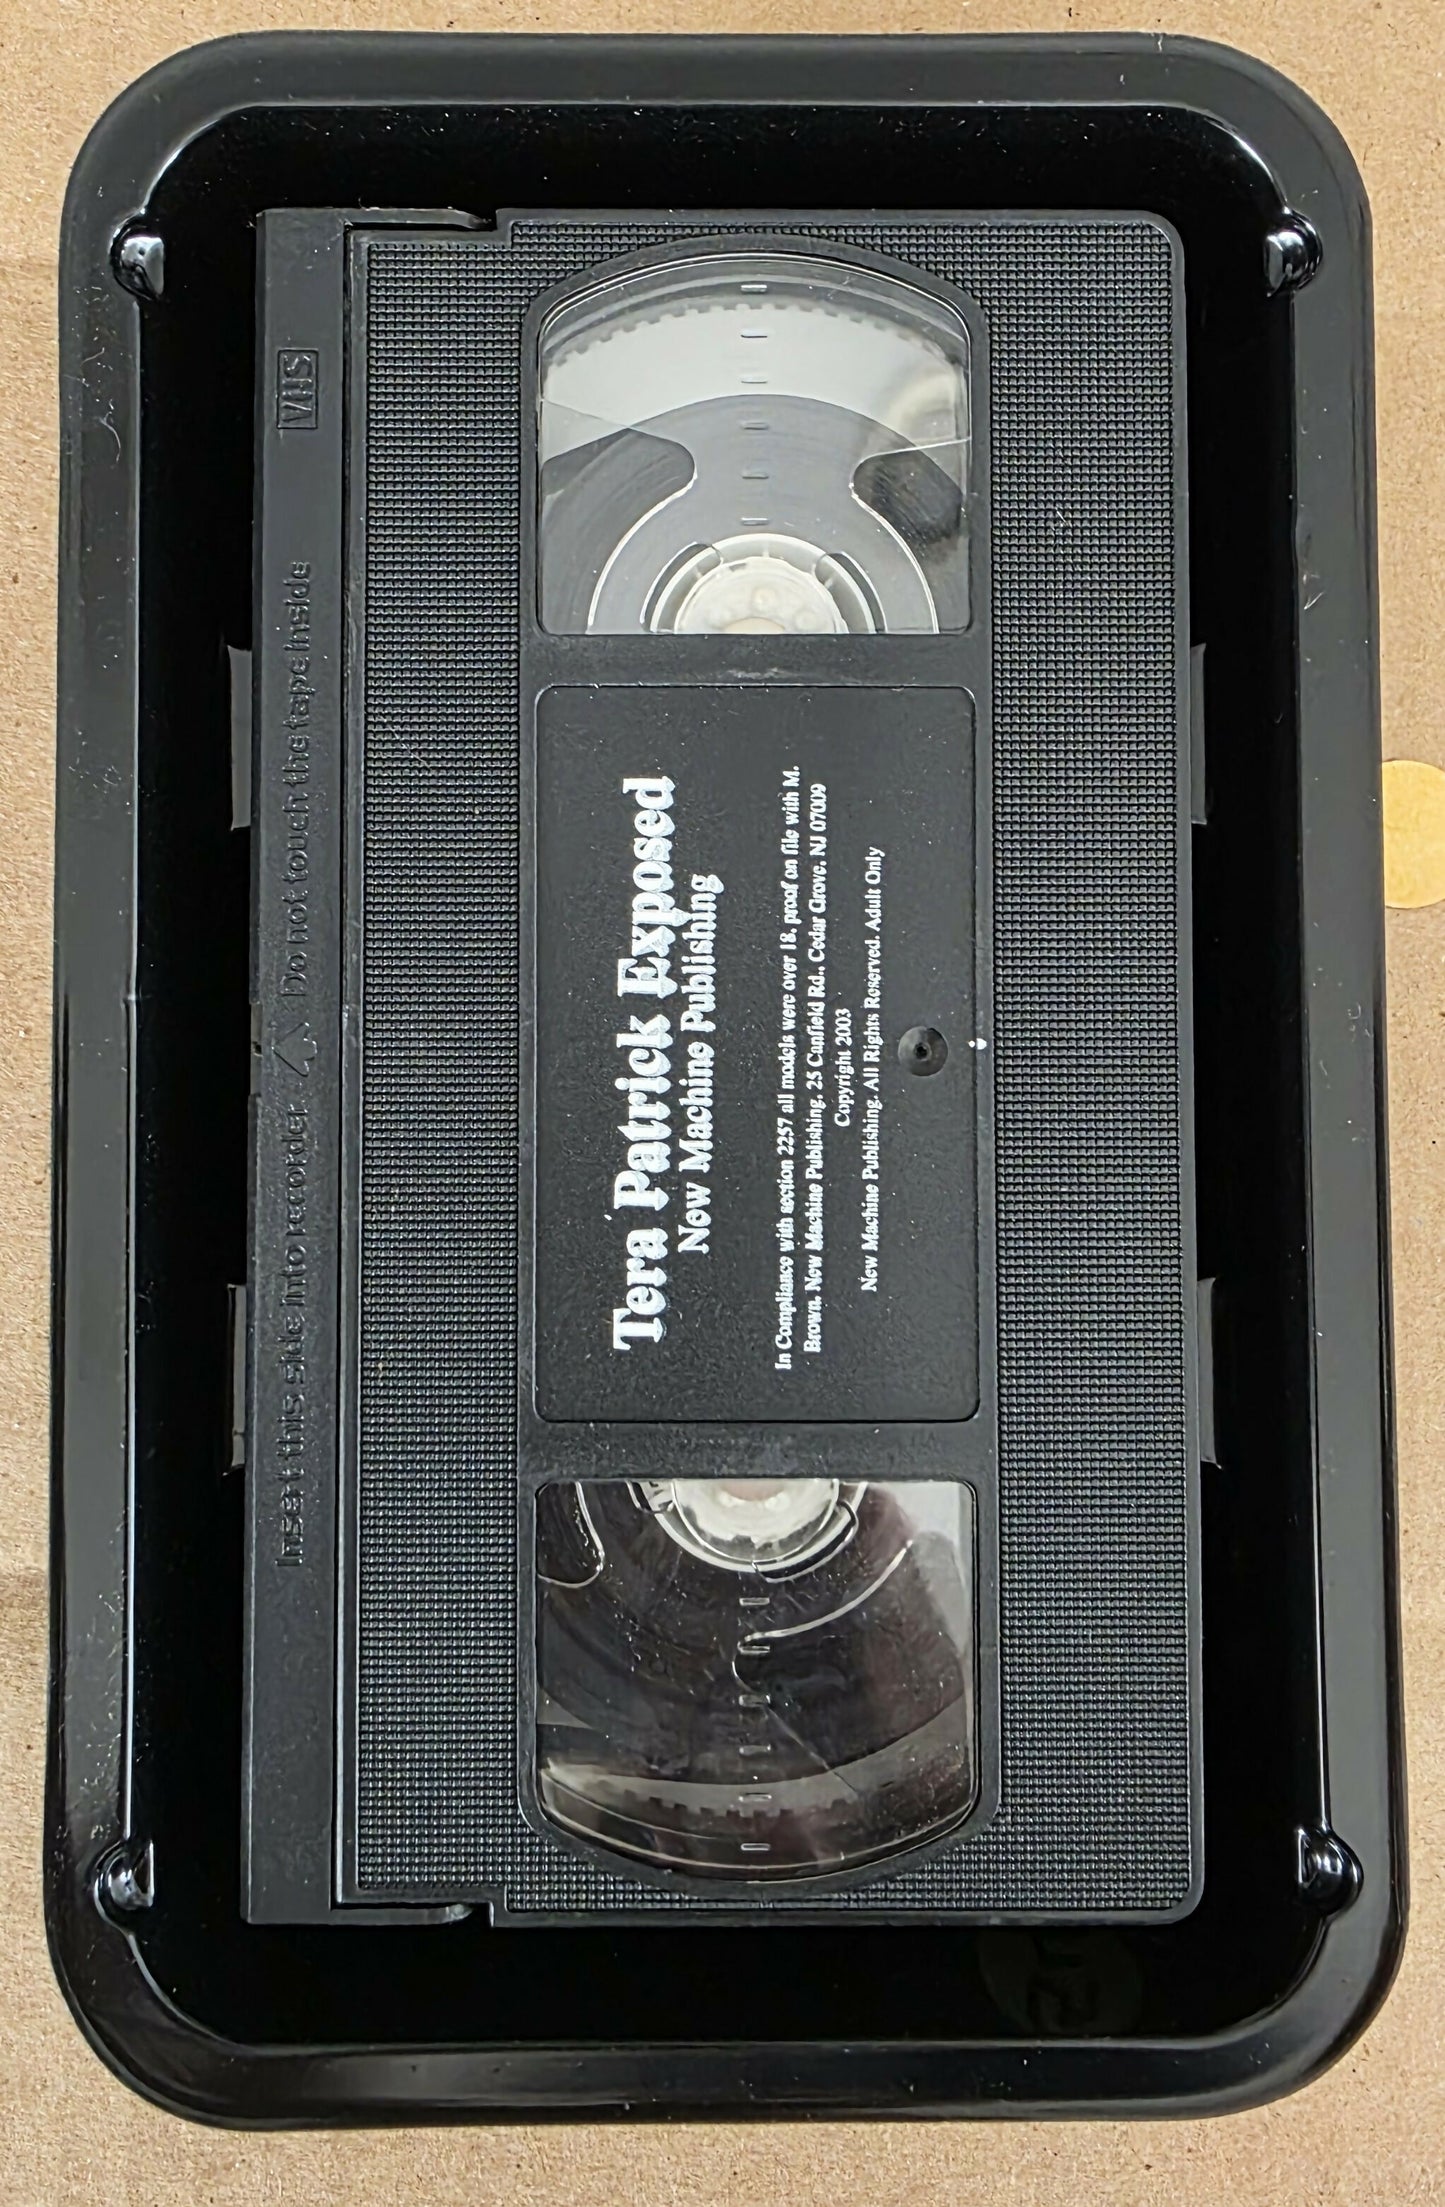 VHS
Insert this side into recorder
Do not touch the tape inside
Tera Patrick Exposed
New Machine Publishing
In Compliance with section 2257 all models were over 18, proof on file with M.
Brown, New Machine Publishing, 25 Canfield Rd., Cedar Grove, NJ 07009
Copyright 2003
New Machine Publishing. All Rights Reserved. Adult Only